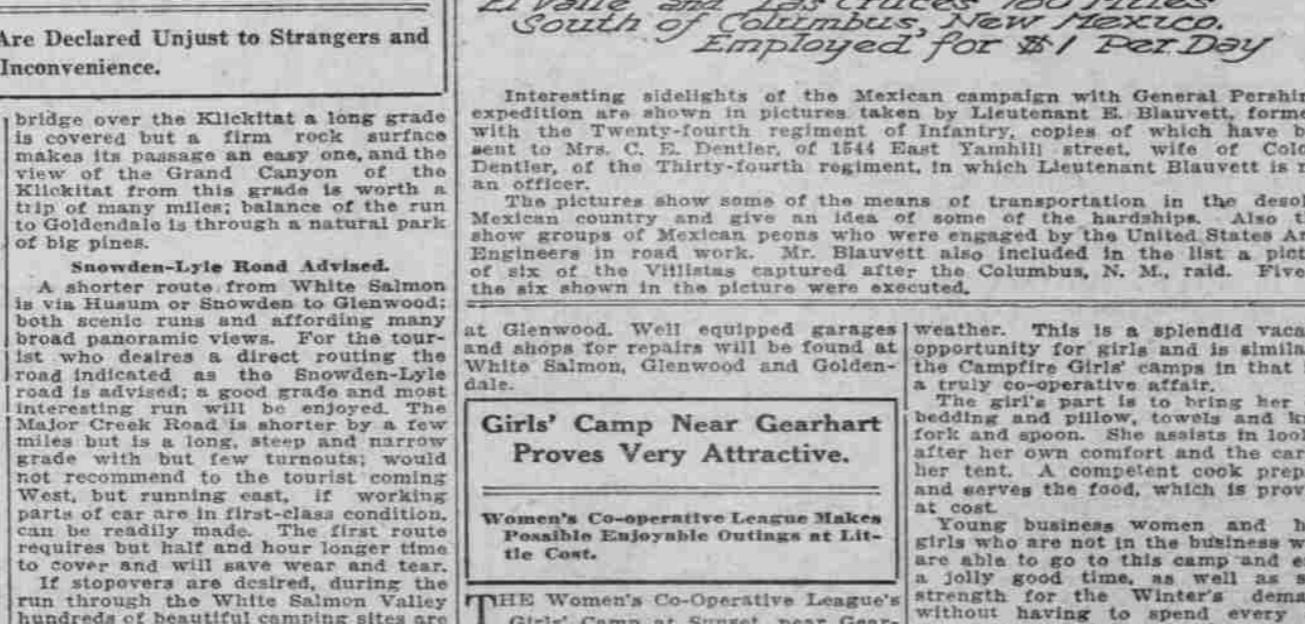 Are Declared Unjust to Strangers and
Inconvenience.
bridge over the Klickitat a long grade
is covered but a firm rock surface
makes its passage an easy one, and the
view of the Grand Canyon of the
Klickitat from this grade is worth a
trip of many miles; balance of the run
to Goldendale is through a natural park
of big pines.
Snowden-Lyle Road Advised.
A shorter route from White Salmon
is via Husum or Snowden to Glenwood;
both scenic runs and affording many
broad panoramic views. For the tour-
ist who desires a direct routing the
road indicated as the Snowden-Lyle
road is advised; a good grade and most
interesting run will be enjoyed. The
Major Creek Road is shorter by a few
miles but is a long, steep and narrow
grade with but few turnouts; would
not recommend to the tourist coming
West, but running east, if working
parts of car are in first-class condition,
can be readily made. The first route
requires but half and hour longer time
to cover and will save wear and tear.
If stopovers are desired, during the
run through the White Salmon Valley
hundreds of beautiful camping sites are
El Valle and Las Cruces 100 Miles
South of Columbus, New Mexico.
Employed for $1 Per Day
Interesting sidelights of the Mexican campaign with General Pershin
expedition are shown in pictures taken by Lieutenant E. Blauvett, forme
with the Twenty-fourth regiment of Infantry, copies of which have b
sent to Mrs. C. E. Dentler, of 1544 East Yamhill street, wife of Colo
Dentler, of the Thirty-fourth regiment, in which Lieutenant Blauvett is n
an officer.
The pictures show some of the means of transportation in the desol
Mexican country and give an idea of some of the hardships. Also t
show groups of Mexican peons who were engaged by the United States Ar
Engineers in road work. Mr. Blauvett also included in the list a pict
of six of the Villistas captured after the Columbus, N. M., raid. Five
the six shown in the picture were executed.
at Glenwood. Well equipped garages
and shops for repairs will be found at
White Salmon, Glenwood and Golden-
dale.
Girls' Camp Near Gearhart
Proves Very Attractive.
Women's Co-operative League Makes
Possible Enjoyable Outings at Lit-
tle Cost.
THE Women's Co-Operative League's
Girls' Camp at Sunset, near Gear-
weather. This is a splendid vaca
opportunity for girls and is simila
the Campfire Girls' camps in that
a truly co-operative affair.
The girl's part is to bring her
bedding and pillow, towels and k
fork and spoon. She assists in look
after her own comfort and the car
her tent. A competent cook prep
and serves the food, which is prov
at cost.
Young business women and h
girls who are not in the business w
are able to go to this camp and e
a jolly good time, as well as s
strength for the Winter's dema
without having to spend every